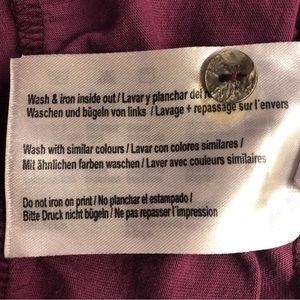 Wash & iron inside out / Lavar y planchar del
Waschen und bügeln von links / Lavage + repassage sur l'envers
Wash with similar colours / Lavar con colores similares /
Mit ähnlichen farben waschen / Laver avec couleurs similaires
Do not iron on print / No planchar el estampado /
Bitte Druck nicht bügeln / Ne pas repasser l'impression